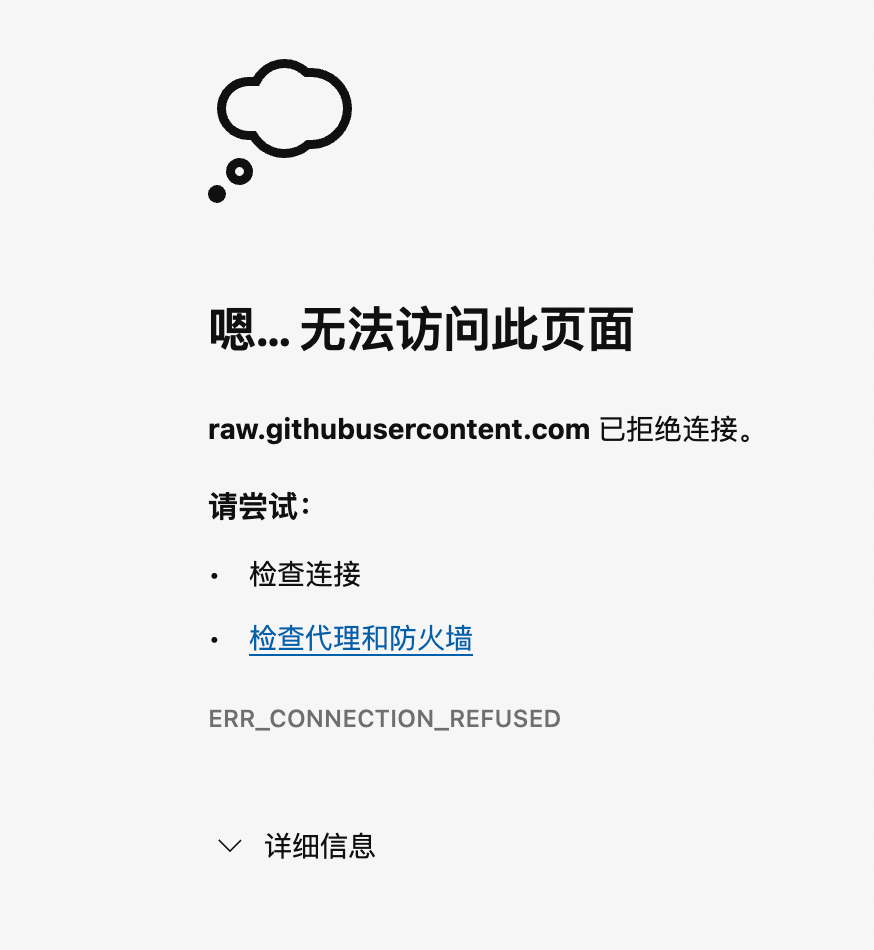 嗯… 无法访问此页面
raw.githubusercontent.com 已拒绝连接。
请尝试：
• 检查连接
• 检查代理和防火墙
ERR_CONNECTION_REFUSED
详细信息